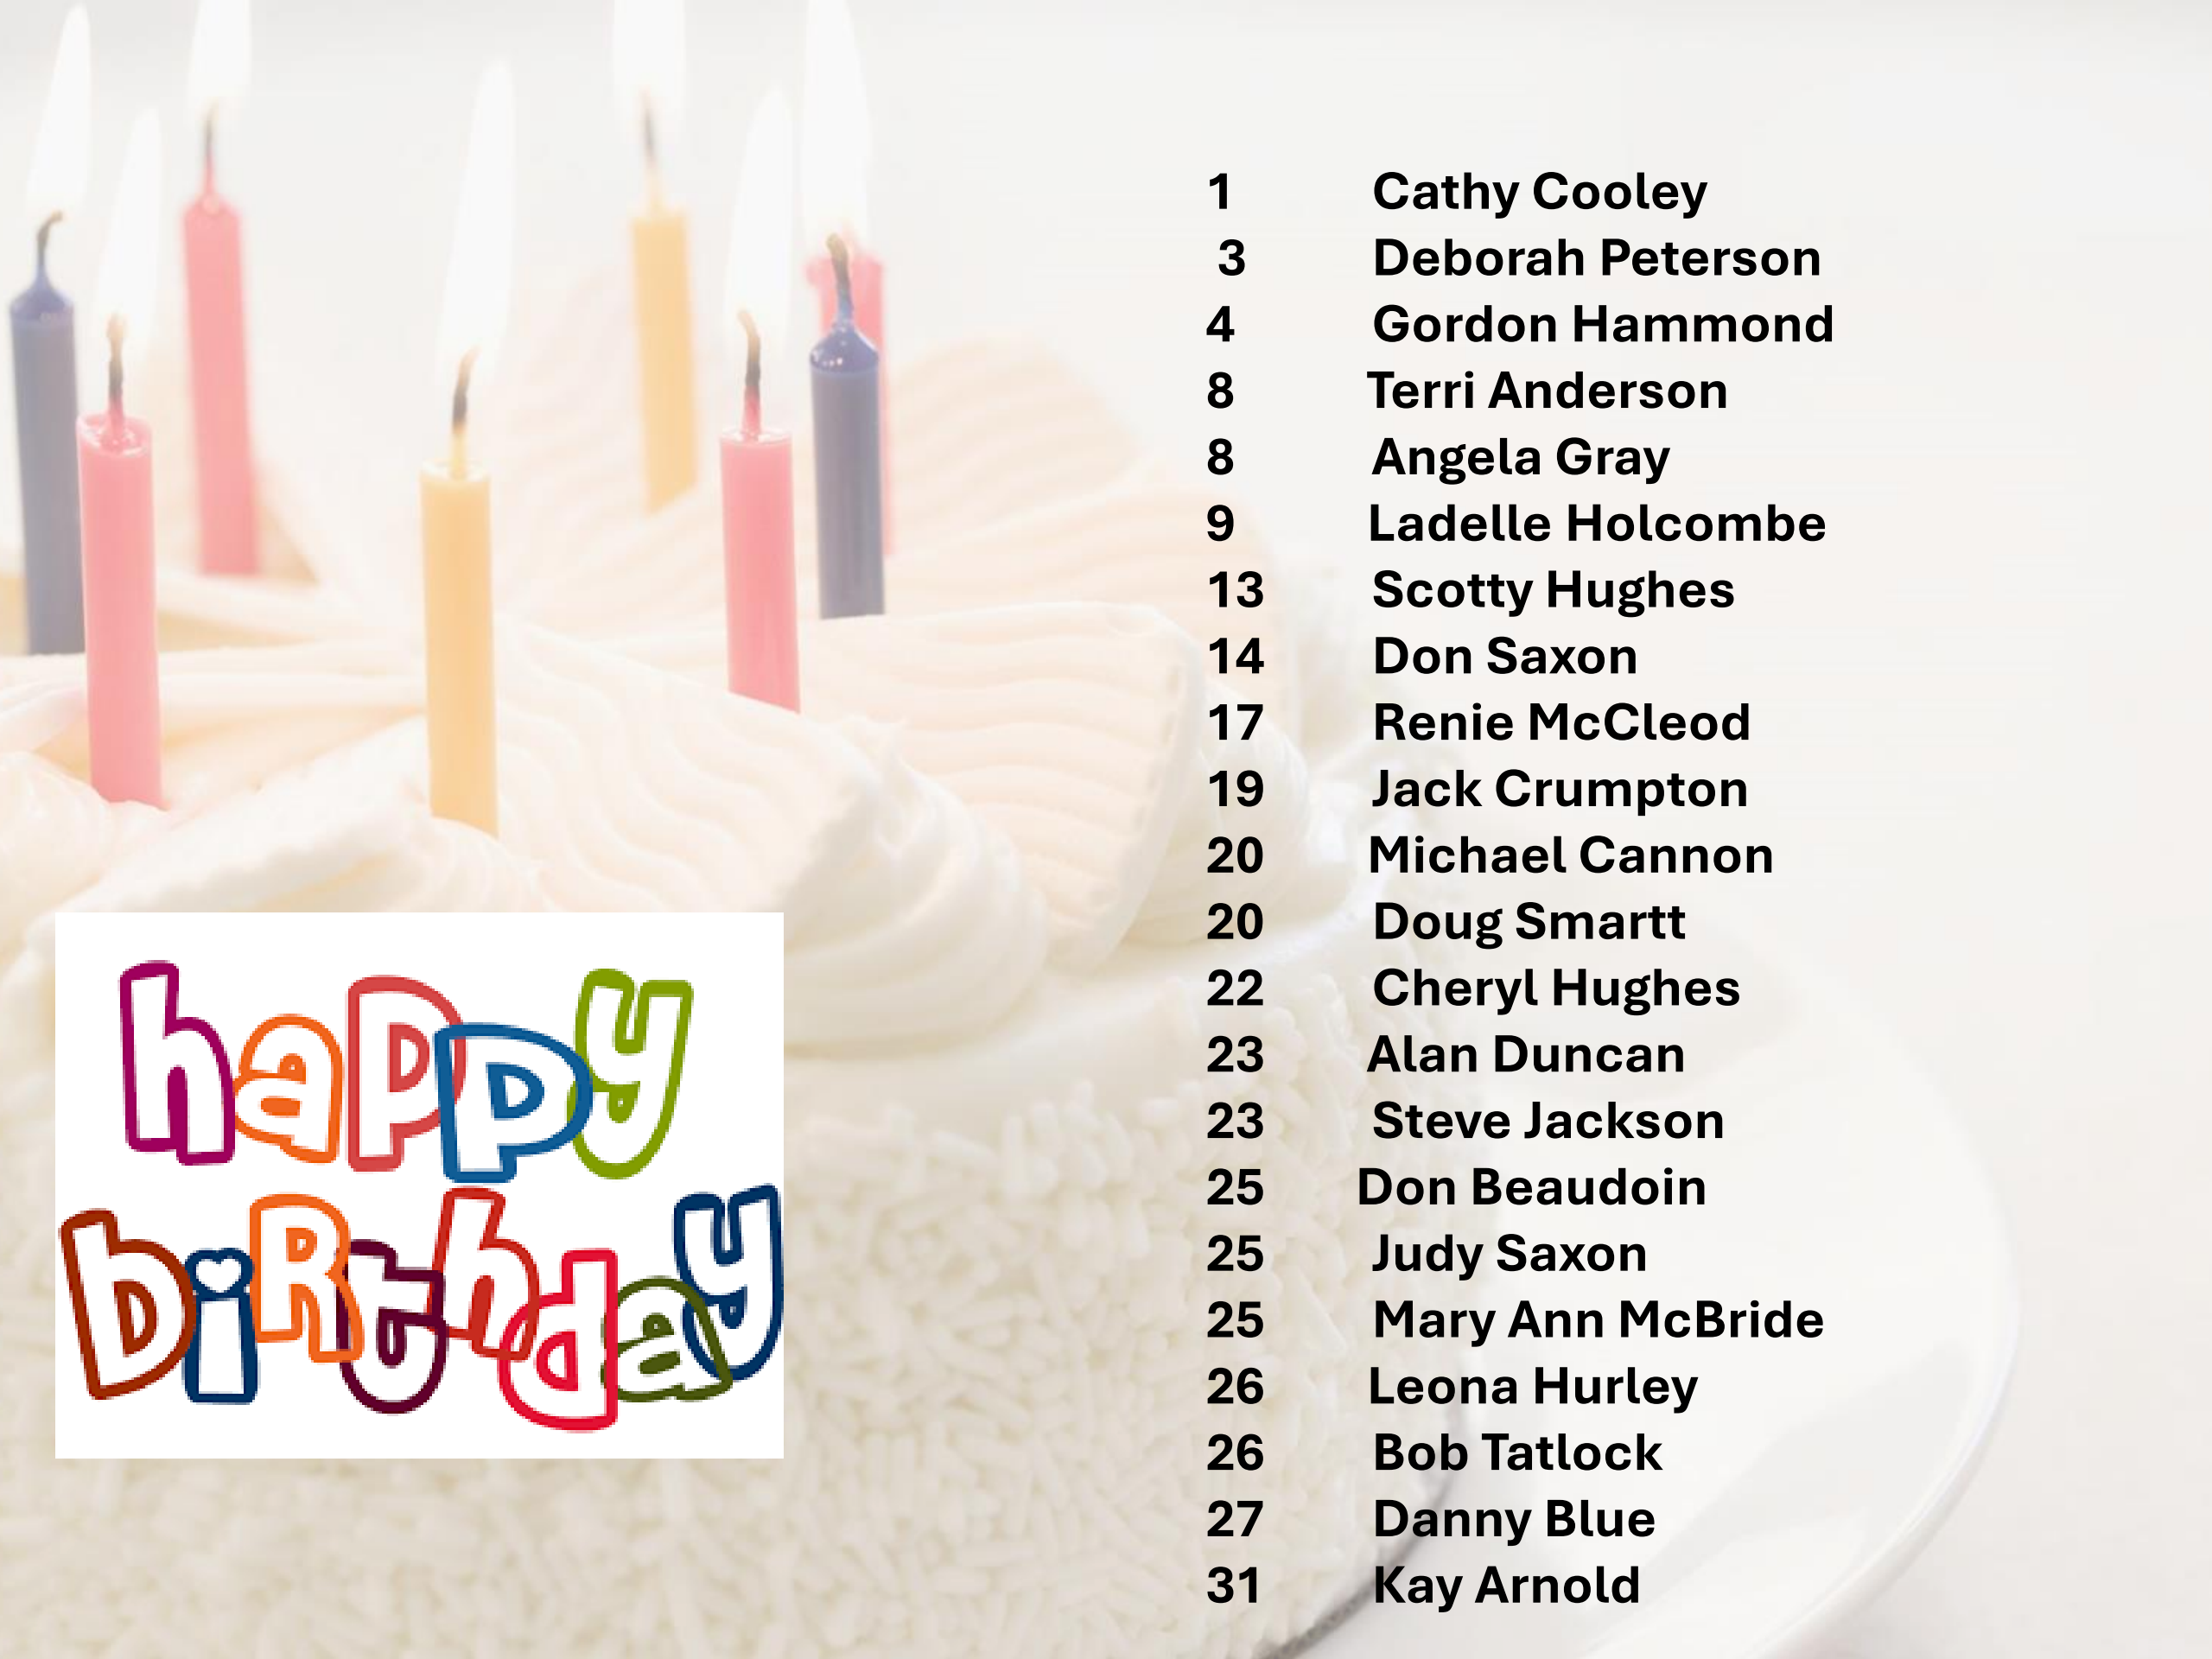 1 Cathy Cooley
3 Deborah Peterson
4 Gordon Hammond
8 Terri Anderson
8 Angela Gray
9 Ladelle Holcombe
13 Scotty Hughes
14 Don Saxon
17 Renie McCleod
19 Jack Crumpton
20 Michael Cannon
20 Doug Smartt
22 Cheryl Hughes
23 Alan Duncan
23 Steve Jackson
25 Don Beaudoin
25 Judy Saxon
25 Mary Ann McBride
26 Leona Hurley
26 Bob Tatlock
27 Danny Blue
31 Kay Arnold
happy
biRthday